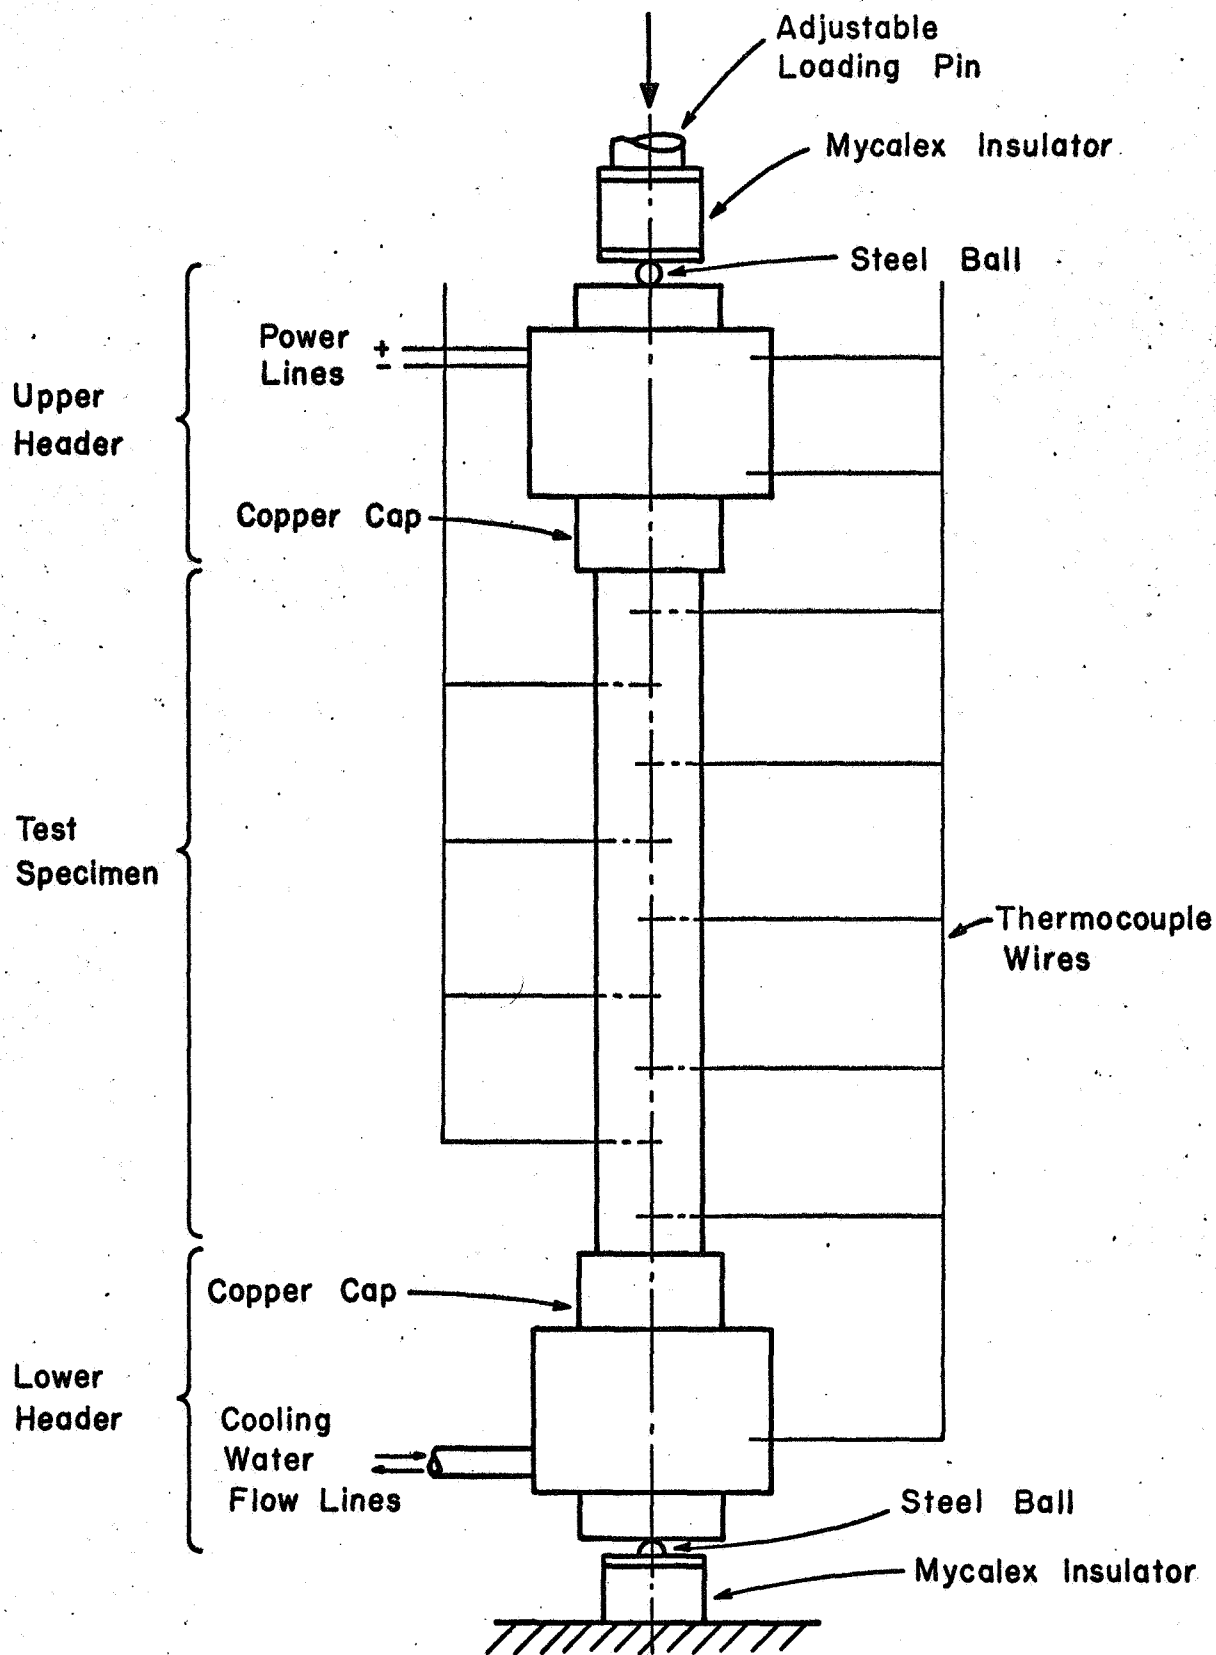 Adjustable
Loading Pin
Mycalex Insulator
Steel Ball
Power +
Lines -
Upper
Header
Copper Cap
Test
Specimen
Thermocouple
Wires
Copper Cap
Lower
Header
Cooling
Water
Flow Lines
Steel Ball
Mycalex Insulator